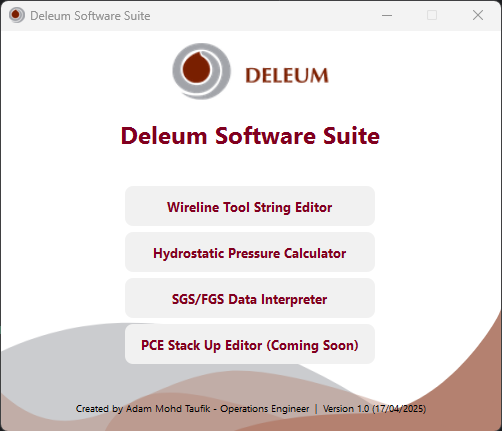 Deleum Software Suite
DELEUM
Deleum Software Suite
Wireline Tool String Editor
Hydrostatic Pressure Calculator
SGS/FGS Data Interpreter
PCE Stack Up Editor (Coming Soon)
Created by Adam Mohd Taufik - Operations Engineer | Version 1.0 (17/04/2025)